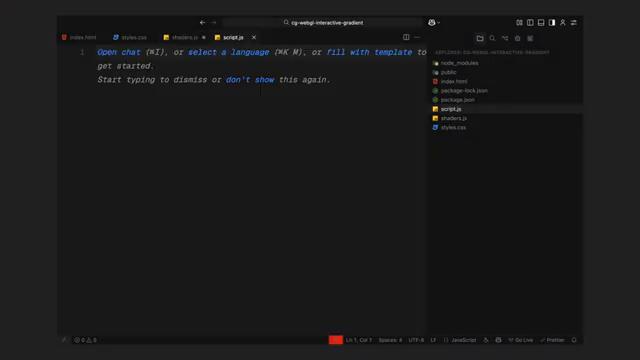 cg-webgl-interactive-gradient
index.html
styles.css
shaders.js
script.js
EXPLORER: CG-WEBGL-INTERACTIVE-GRADIENT
1
Open chat (⌘I), or select a language (⌘K M), or fill with template to
get started.
Start typing to dismiss or don't show this again.
node_modules
public
index.html
package-lock.json
package.json
script.js
shaders.js
styles.css
0
0
Ln 1, Col 7
Spaces: 4
UTF-8
LF
JavaScript
Go Live
Prettier